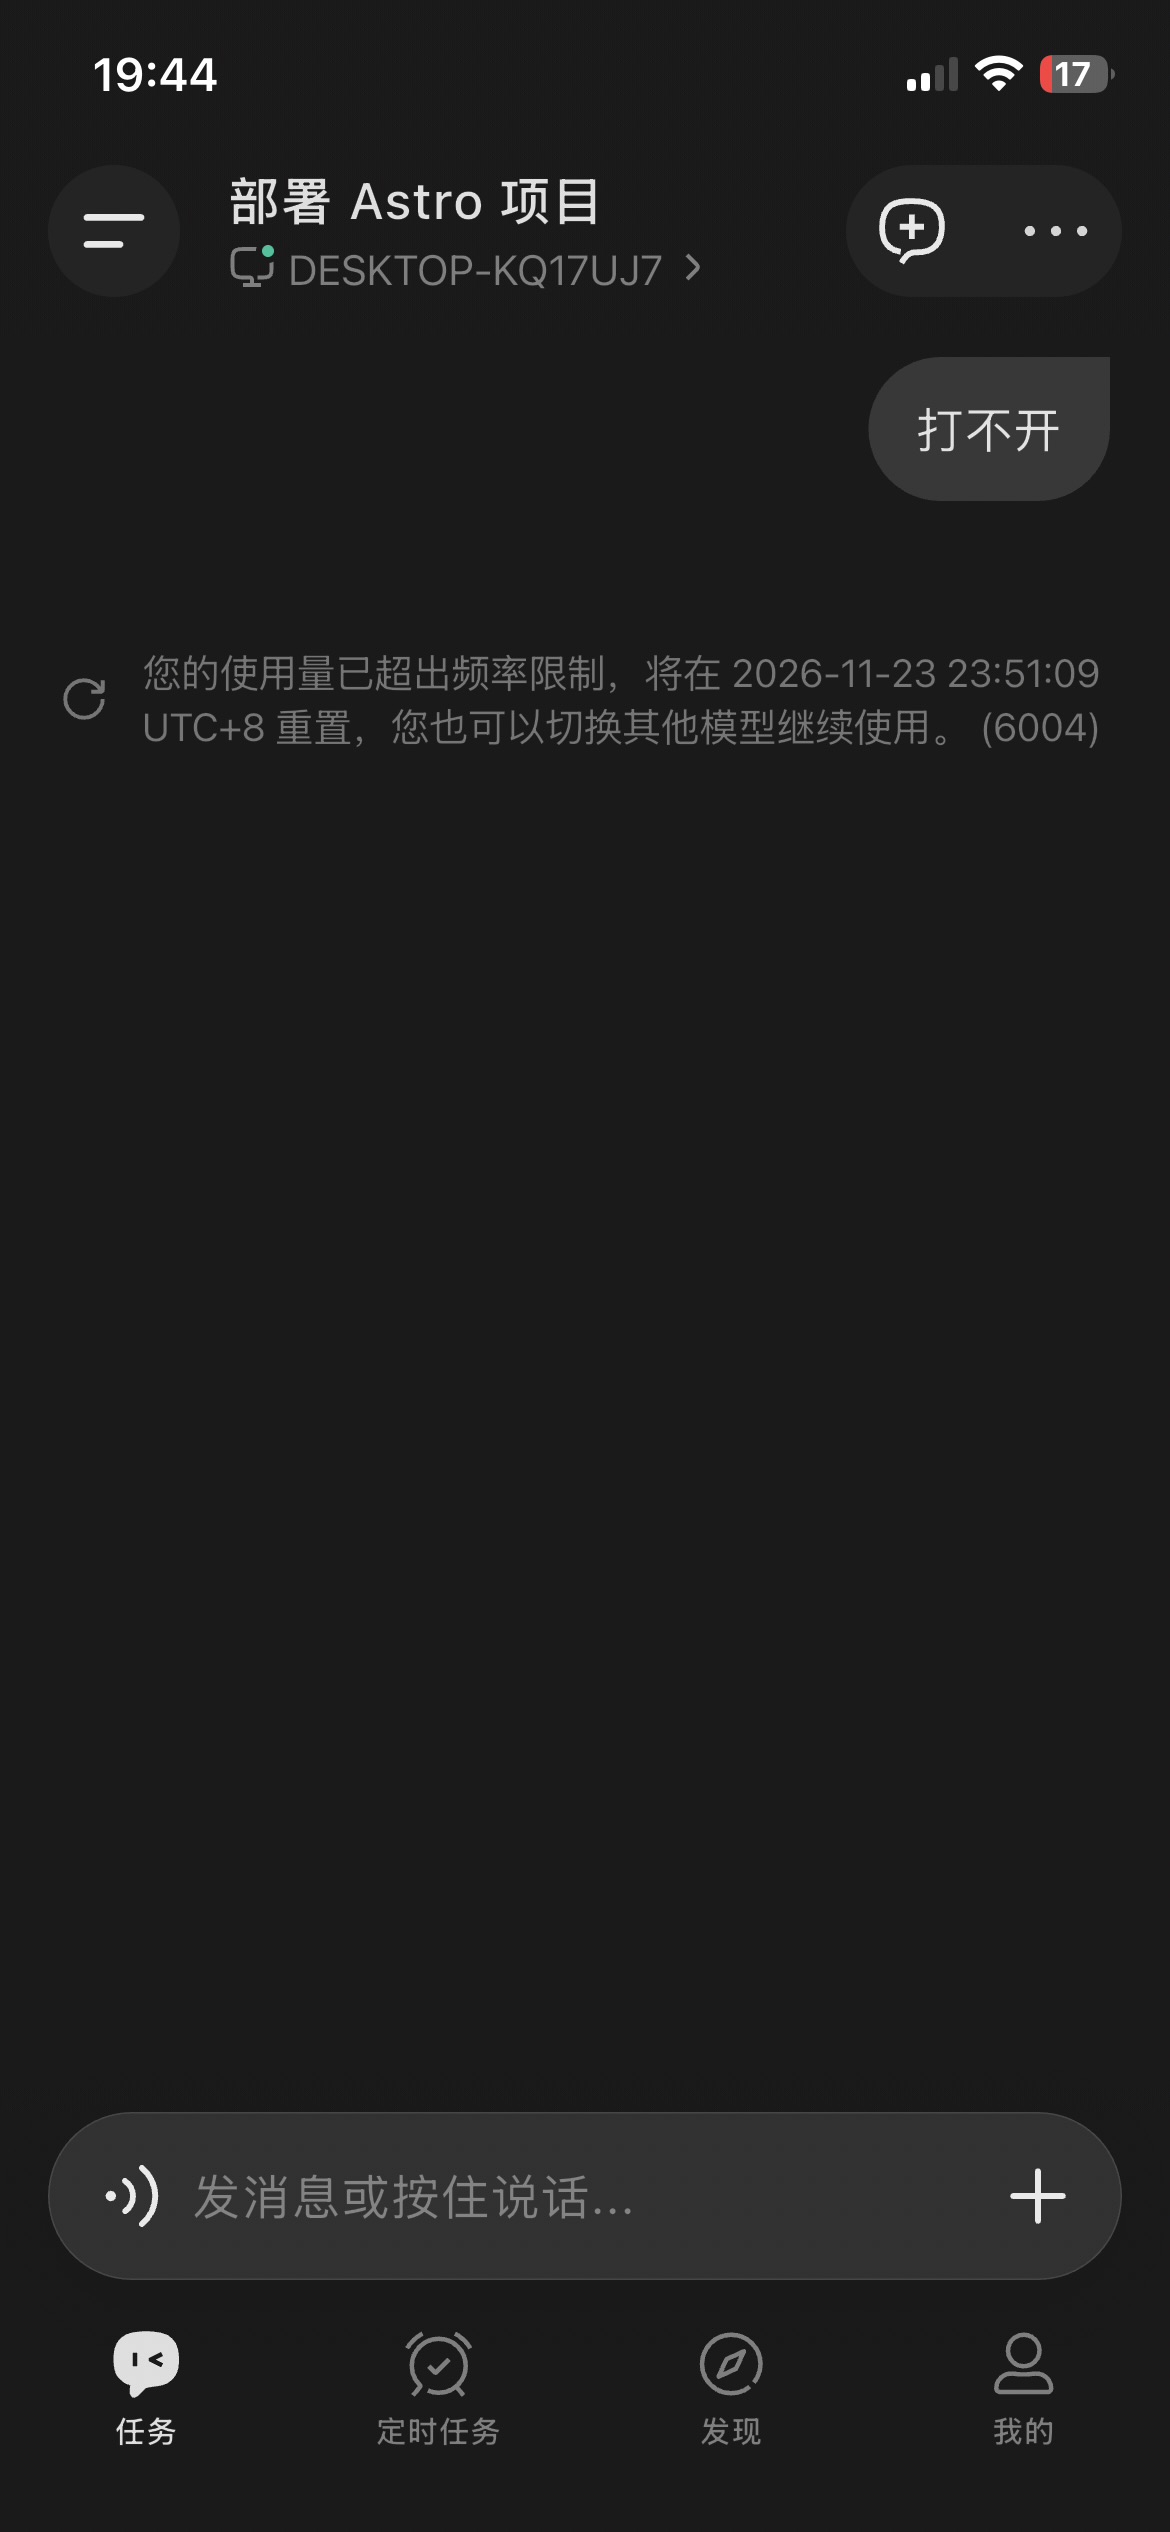 19:44
17
部署 Astro 项目
DESKTOP-KQ17UJ7
打不开
您的使用量已超出频率限制，将在 2026-11-23 23:51:09
UTC+8 重置，您也可以切换其他模型继续使用。 (6004)
发消息或按住说话...
任务
定时任务
发现
我的